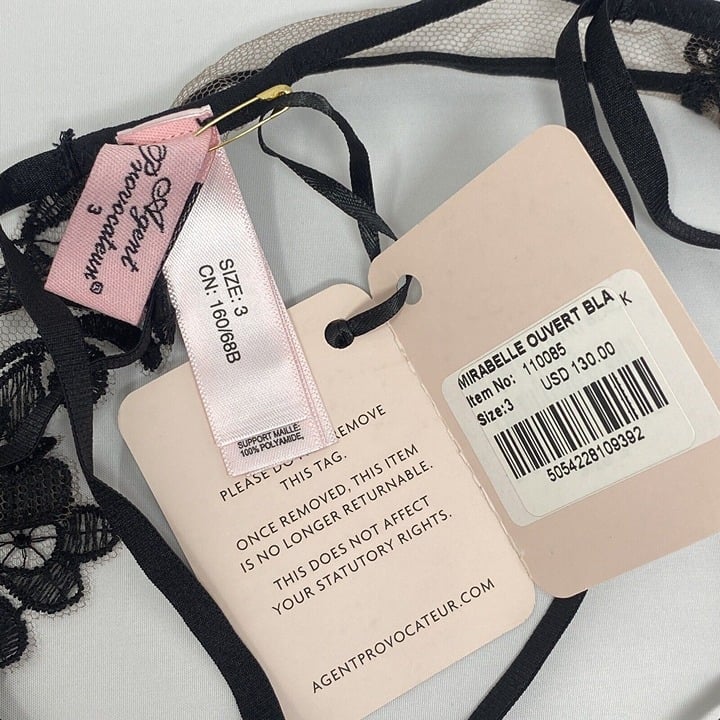 Agent
Provocateur®
3
SIZE: 3
CN: 160/68B
SUPPORT MAILLE:
100% POLYAMIDE,
PLEASE DO REMOVE
THIS TAG.
ONCE REMOVED, THIS ITEM
IS NO LONGER RETURNABLE.
THIS DOES NOT AFFECT
YOUR STATUTORY RIGHTS.
AGENTPROVOCATEUR.COM
MIRABELLE OUVERT BLA K
Item No: 110085
Size:3 USD 130.00
5054228109392